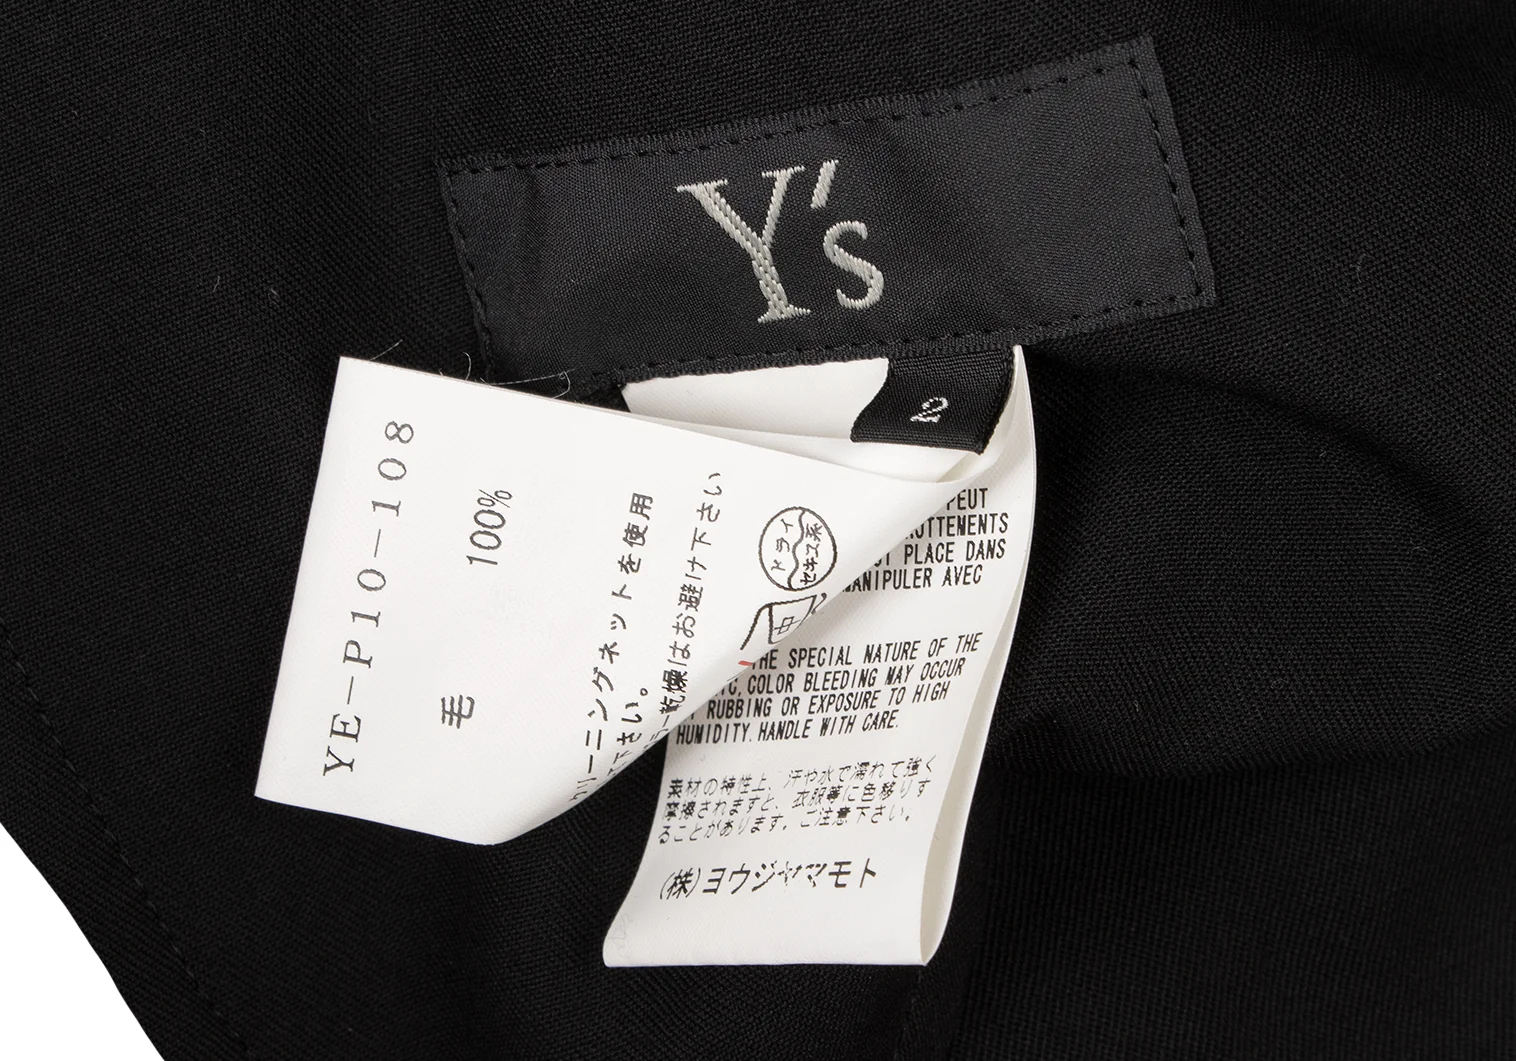 Y's
2
YE-P10-108
毛 100%
クリーニングネットを使用
下さい。
乾燥はお避け下さい
ドライ
セキユ系
中
PEUT
PLACE DANS
AVEC
THE SPECIAL NATURE OF THE
COLOR BLEEDING MAY OCCUR
RUBBING OR EXPOSURE TO HIGH
HUMIDITY. HANDLE WITH CARE.
素材の特性上、汗や水で濡れて強く
摩擦されますと、衣服等に色移りす
ることがあります。ご注意下さい。
(株)ヨウジヤマモト